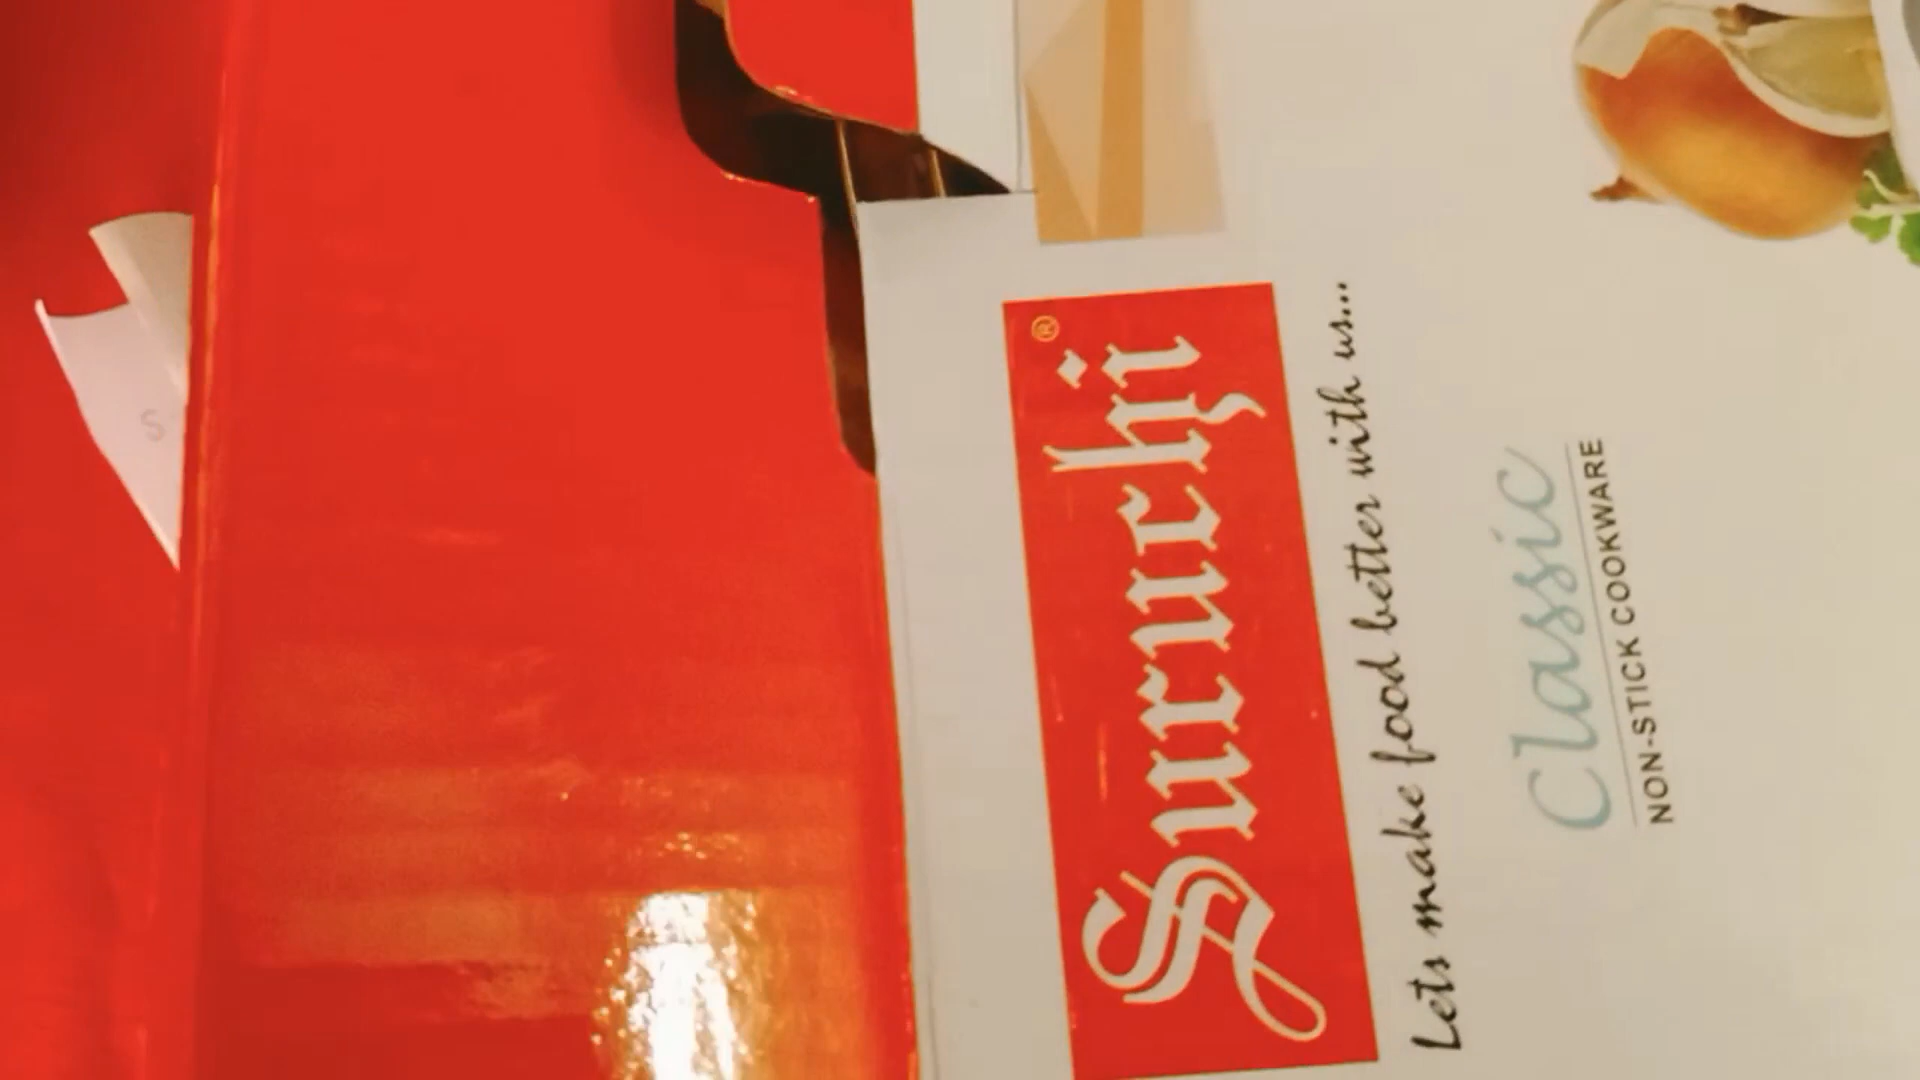 Suruchi®
Lets make food better with us...
Classic
NON-STICK COOKWARE
S